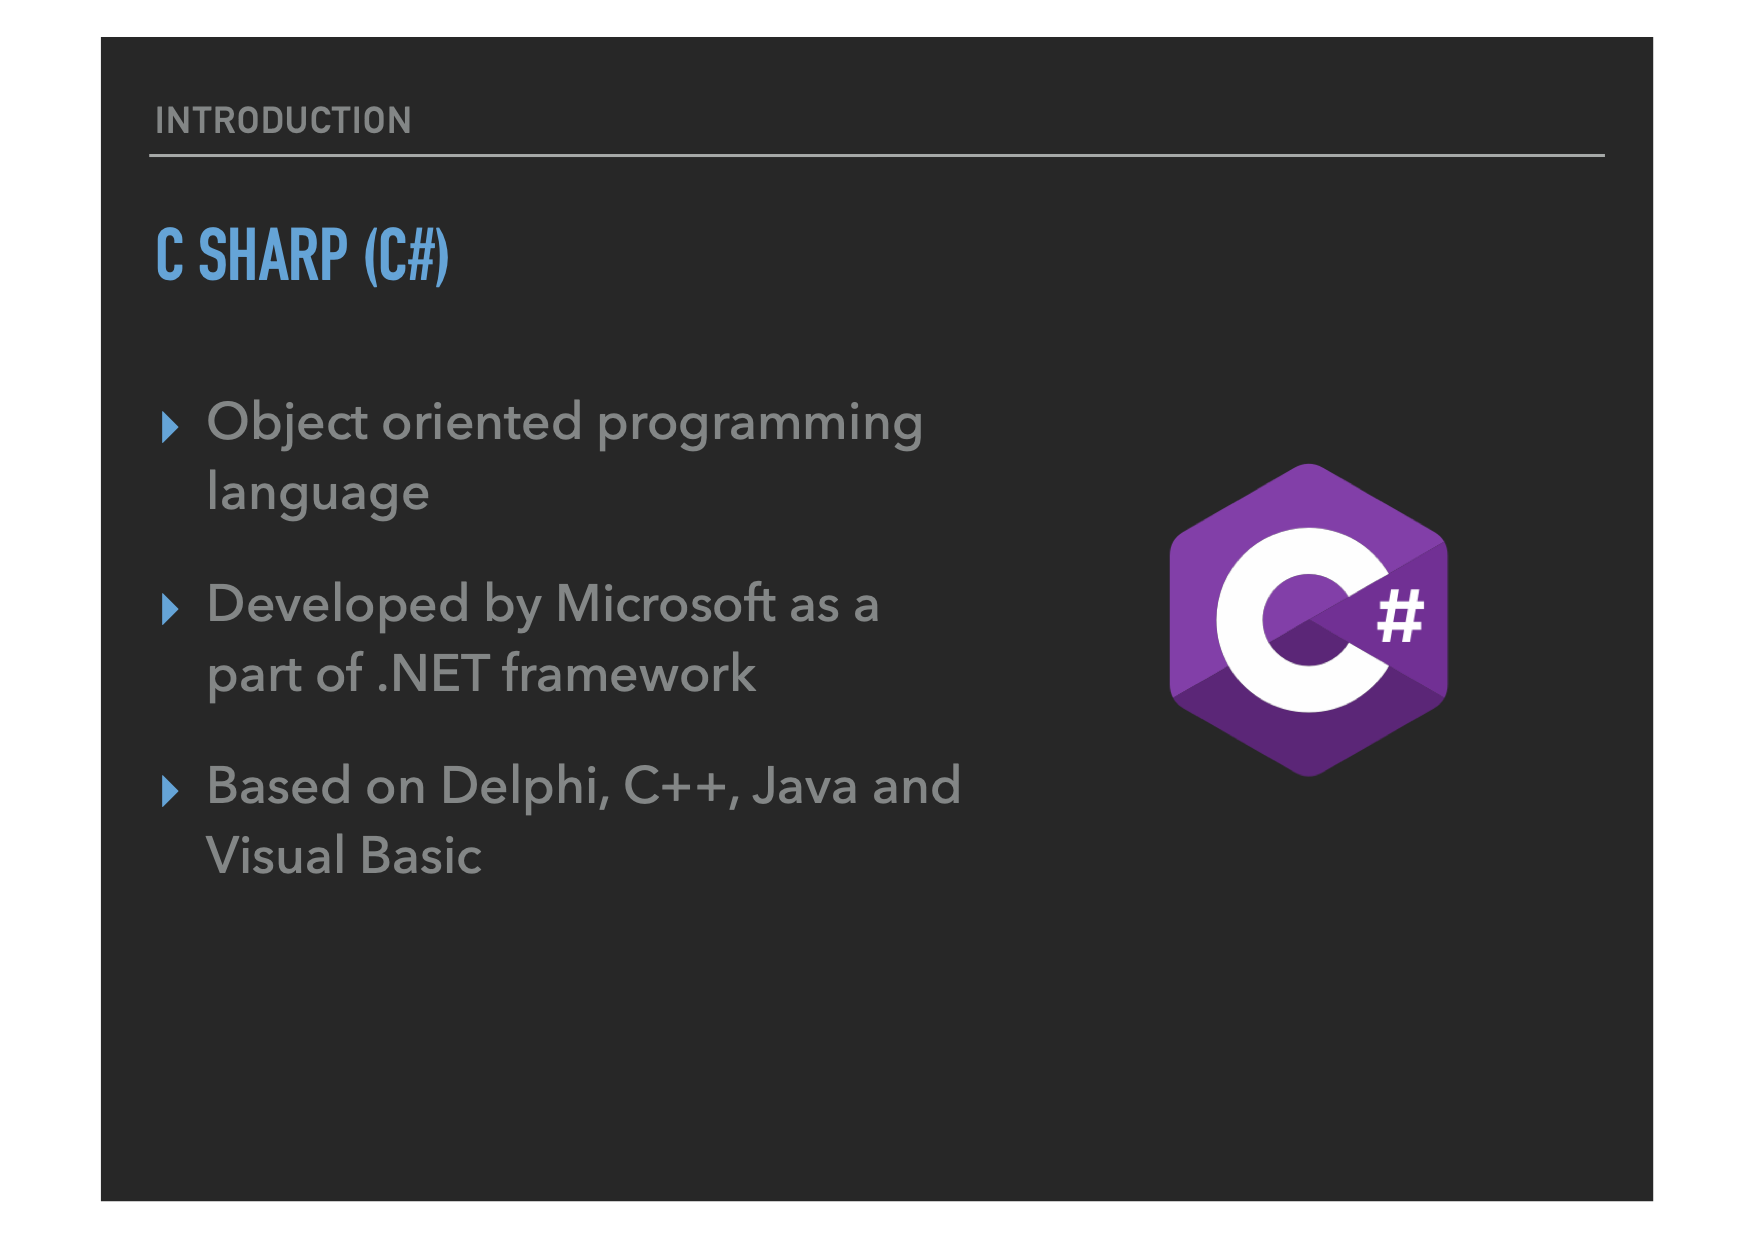 INTRODUCTION
C SHARP (C#)
Object oriented programming
language
Developed by Microsoft as a
part of .NET framework
Based on Delphi, C++, Java and
Visual Basic
C#